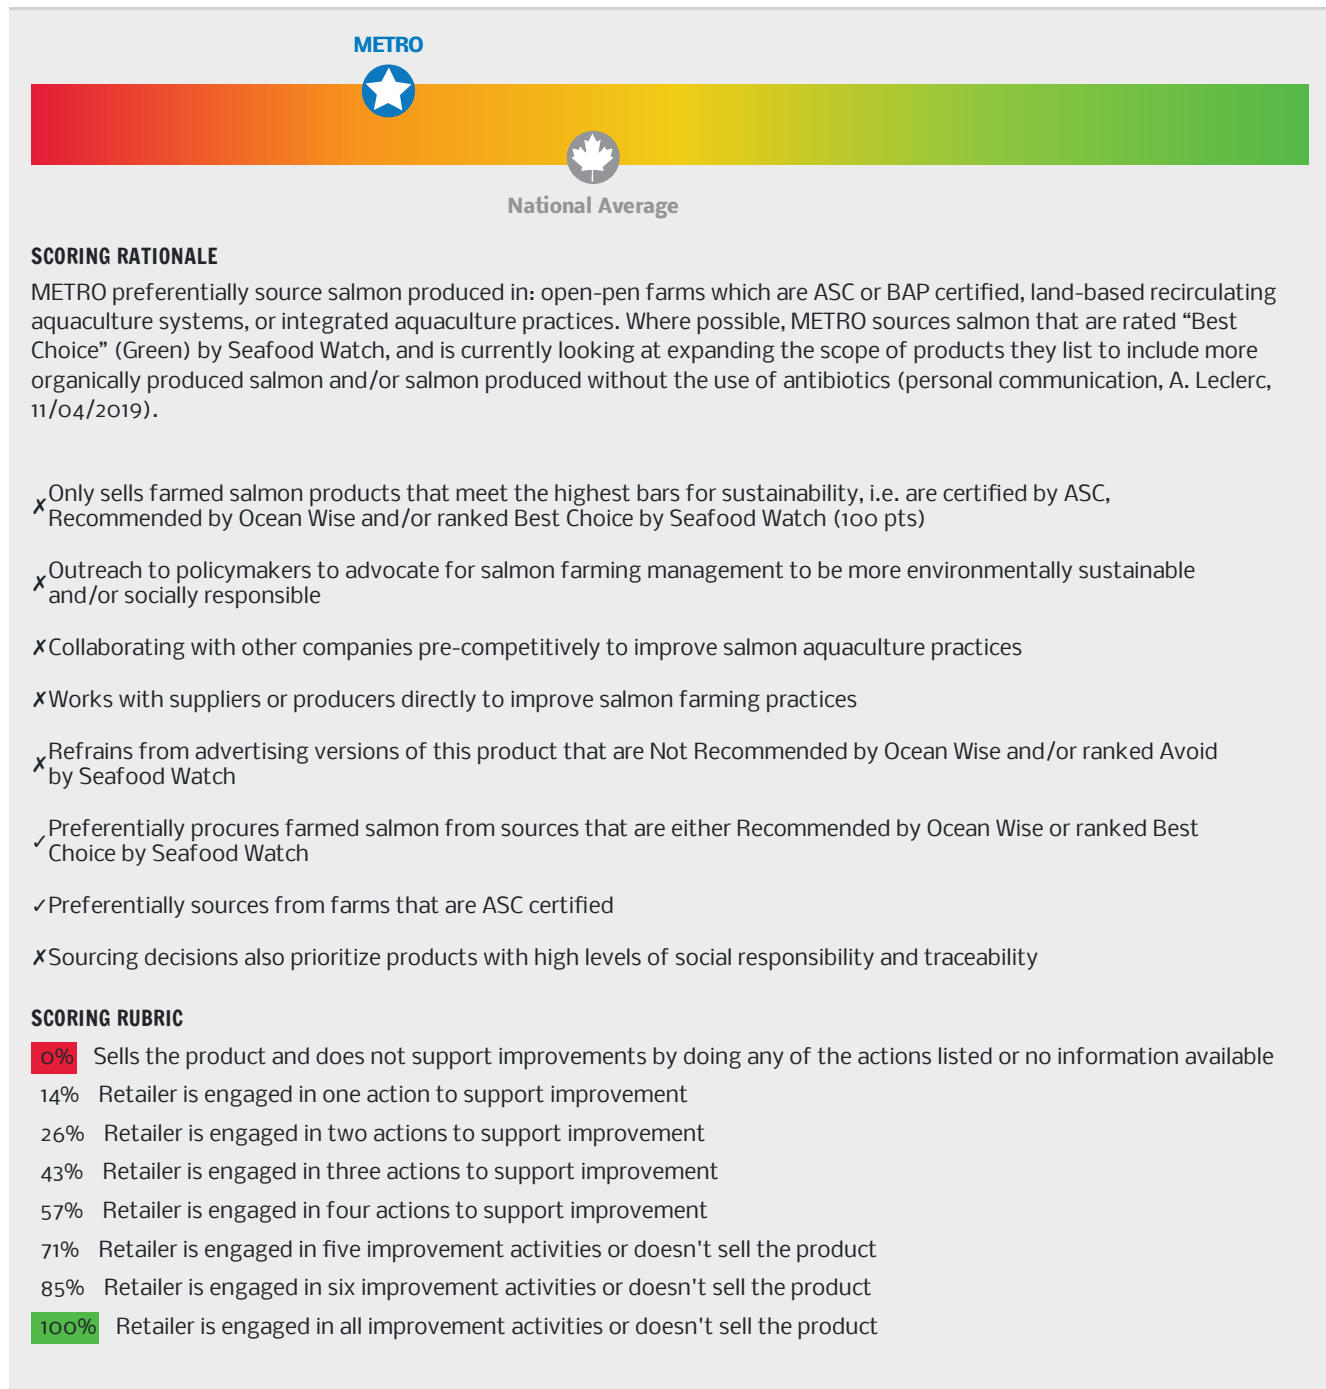 METRO
National Average
SCORING RATIONALE
METRO preferentially source salmon produced in: open-pen farms which are ASC or BAP certified, land-based recirculating
aquaculture systems, or integrated aquaculture practices. Where possible, METRO sources salmon that are rated “Best
Choice” (Green) by Seafood Watch, and is currently looking at expanding the scope of products they list to include more
organically produced salmon and/or salmon produced without the use of antibiotics (personal communication, A. Leclerc,
11/04/2019).
✗Only sells farmed salmon products that meet the highest bars for sustainability, i.e. are certified by ASC,
Recommended by Ocean Wise and/or ranked Best Choice by Seafood Watch (100 pts)
✗Outreach to policymakers to advocate for salmon farming management to be more environmentally sustainable
and/or socially responsible
✗Collaborating with other companies pre-competitively to improve salmon aquaculture practices
✗Works with suppliers or producers directly to improve salmon farming practices
✗Refrains from advertising versions of this product that are Not Recommended by Ocean Wise and/or ranked Avoid
by Seafood Watch
✓Preferentially procures farmed salmon from sources that are either Recommended by Ocean Wise or ranked Best
Choice by Seafood Watch
✓Preferentially sources from farms that are ASC certified
✗Sourcing decisions also prioritize products with high levels of social responsibility and traceability
SCORING RUBRIC
0% Sells the product and does not support improvements by doing any of the actions listed or no information available
14% Retailer is engaged in one action to support improvement
26% Retailer is engaged in two actions to support improvement
43% Retailer is engaged in three actions to support improvement
57% Retailer is engaged in four actions to support improvement
71% Retailer is engaged in five improvement activities or doesn't sell the product
85% Retailer is engaged in six improvement activities or doesn't sell the product
100% Retailer is engaged in all improvement activities or doesn't sell the product